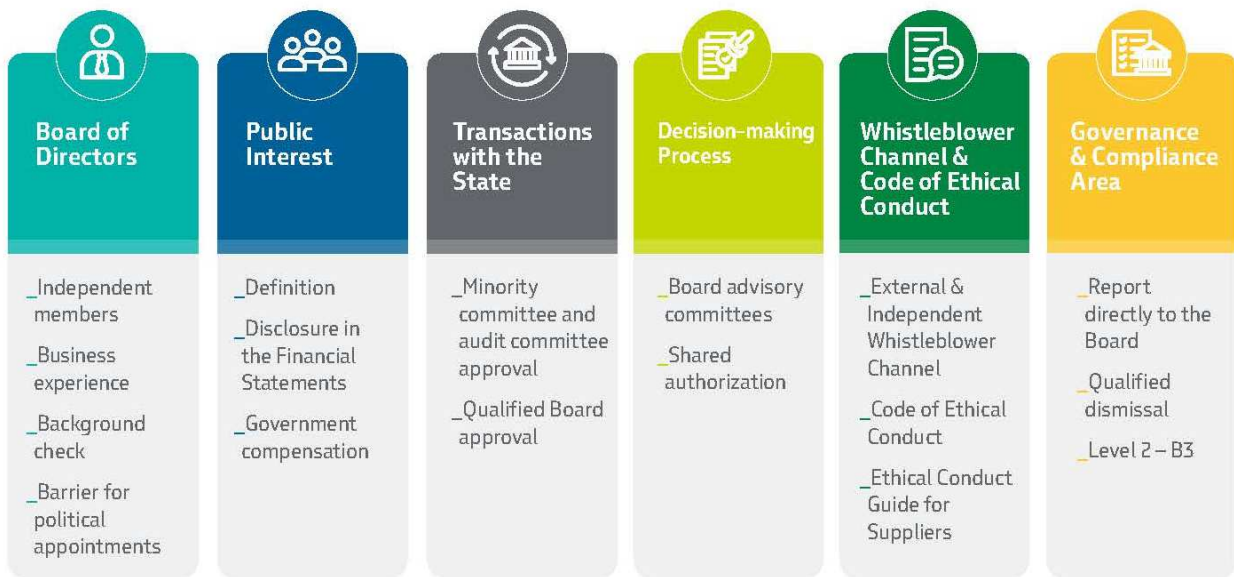 Board of
Directors
_Independent
members
_Business
experience
_Background
check
_Barrier for
political
appointments
Public
Interest
_Definition
_Disclosure in
the Financial
Statements
_Government
compensation
Transactions
with the
State
_Minority
committee and
audit committee
approval
_Qualified Board
approval
Decision-making
Process
_Board advisory
committees
_Shared
authorization
Whistleblower
Channel &
Code of Ethical
Conduct
_External &
Independent
Whistleblower
Channel
_Code of Ethical
Conduct
_Ethical Conduct
Guide for
Suppliers
Governance
& Compliance
Area
_Report
directly to the
Board
_Qualified
dismissal
_Level 2 – B3